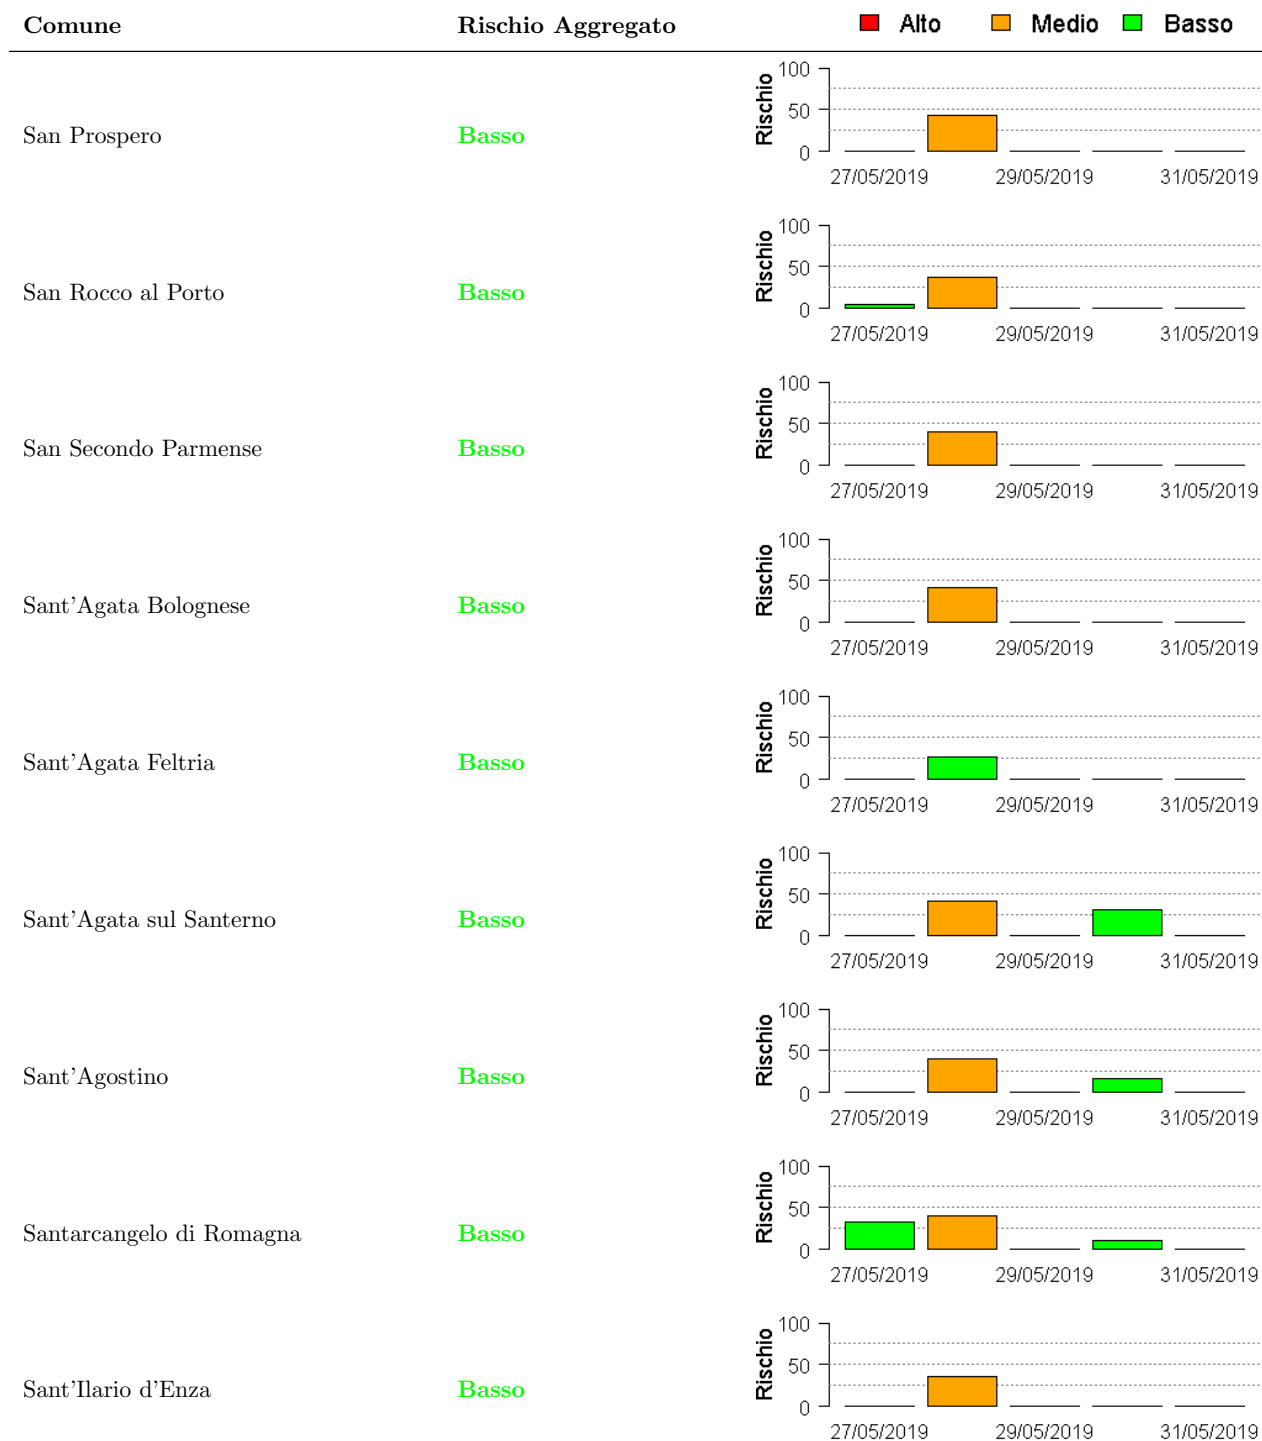 Comune Rischio Aggregato Alto Medio Basso
100
50
0
Rischio
San Prospero Basso
27/05/2019 29/05/2019 31/05/2019
100
50
0
Rischio
San Rocco al Porto Basso
27/05/2019 29/05/2019 31/05/2019
100
50
0
Rischio
San Secondo Parmense Basso
27/05/2019 29/05/2019 31/05/2019
100
50
0
Rischio
Sant'Agata Bolognese Basso
27/05/2019 29/05/2019 31/05/2019
100
50
0
Rischio
Sant'Agata Feltria Basso
27/05/2019 29/05/2019 31/05/2019
100
50
0
Rischio
Sant'Agata sul Santerno Basso
27/05/2019 29/05/2019 31/05/2019
100
50
0
Rischio
Sant'Agostino Basso
27/05/2019 29/05/2019 31/05/2019
100
50
0
Rischio
Santarcangelo di Romagna Basso
27/05/2019 29/05/2019 31/05/2019
100
50
0
Rischio
Sant'Ilario d'Enza Basso
27/05/2019 29/05/2019 31/05/2019